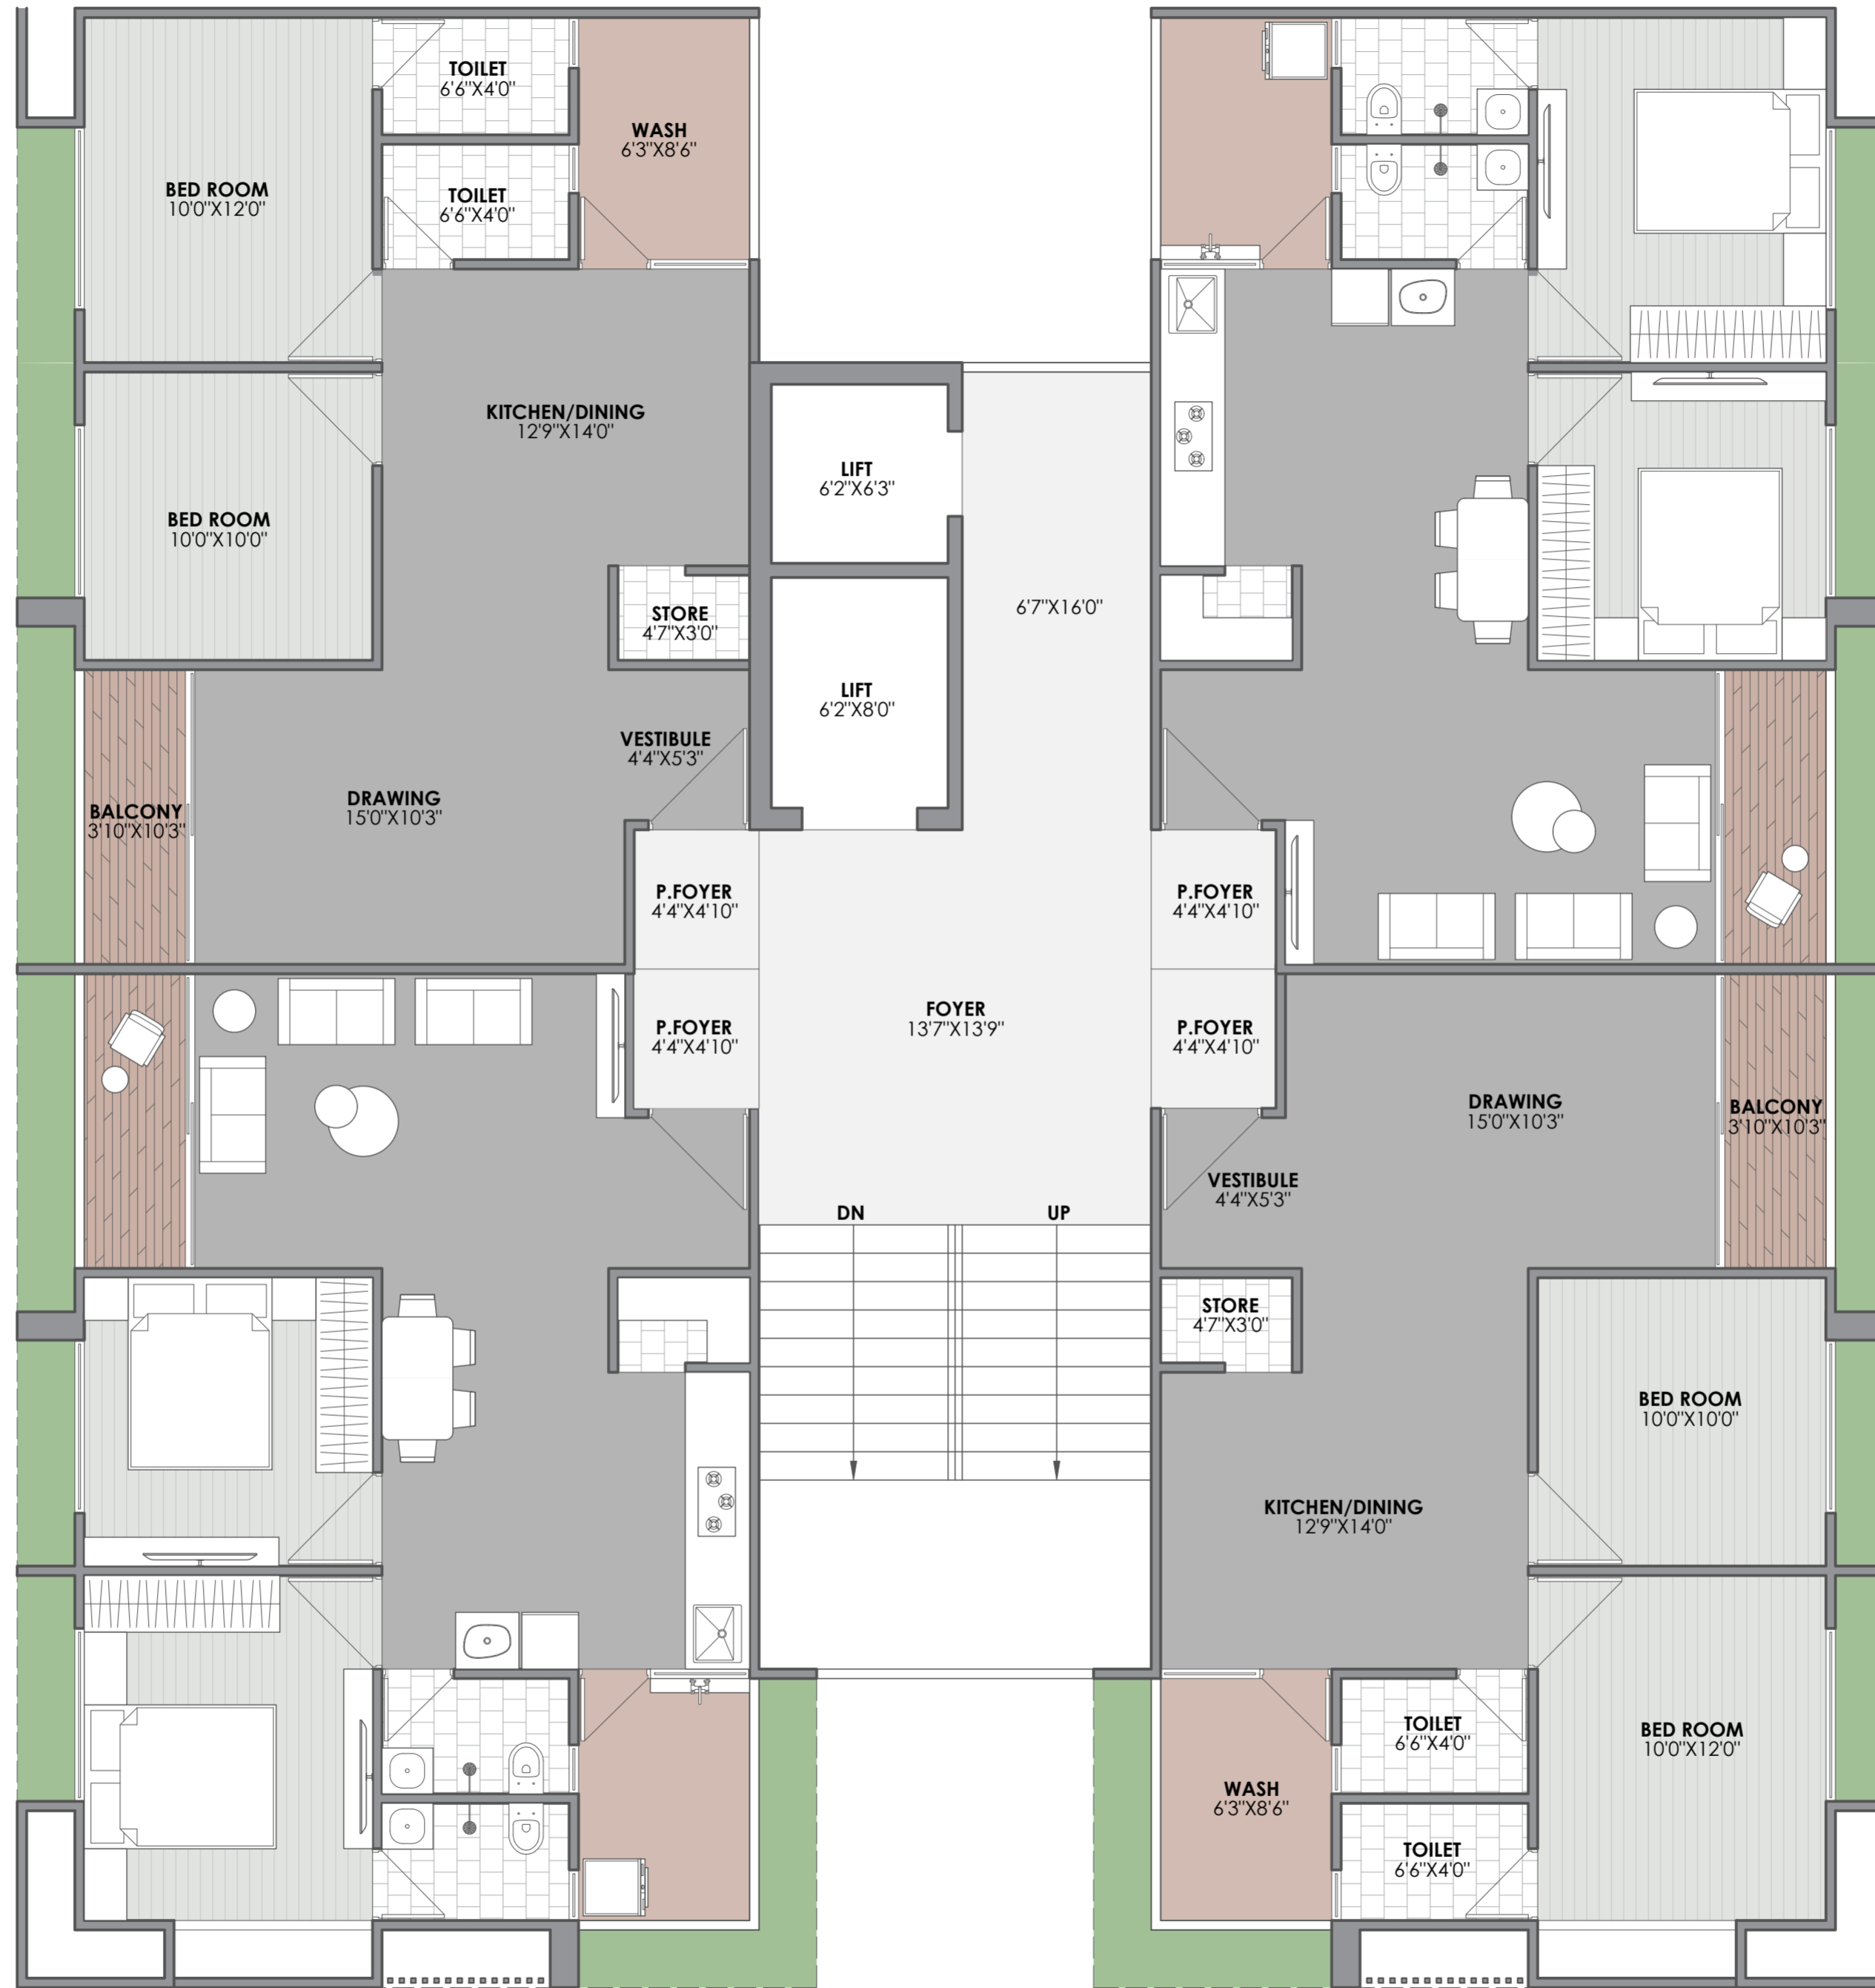 TOILET
6'6"X4'0"
WASH
6'3"X8'6"
BED ROOM
10'0"X12'0"
TOILET
6'6"X4'0"
KITCHEN/DINING
12'9"X14'0"
LIFT
6'2"X6'3"
BED ROOM
10'0"X10'0"
STORE
4'7"X3'0"
6'7"X16'0"
LIFT
6'2"X8'0"
VESTIBULE
4'4"X5'3"
DRAWING
15'0"X10'3"
BALCONY
3'10"X10'3"
P.FOYER
4'4"X4'10"
P.FOYER
4'4"X4'10"
P.FOYER
4'4"X4'10"
FOYER
13'7"X13'9"
P.FOYER
4'4"X4'10"
DRAWING
15'0"X10'3"
BALCONY
3'10"X10'3"
VESTIBULE
4'4"X5'3"
DN
UP
STORE
4'7"X3'0"
BED ROOM
10'0"X10'0"
KITCHEN/DINING
12'9"X14'0"
TOILET
6'6"X4'0"
BED ROOM
10'0"X12'0"
WASH
6'3"X8'6"
TOILET
6'6"X4'0"